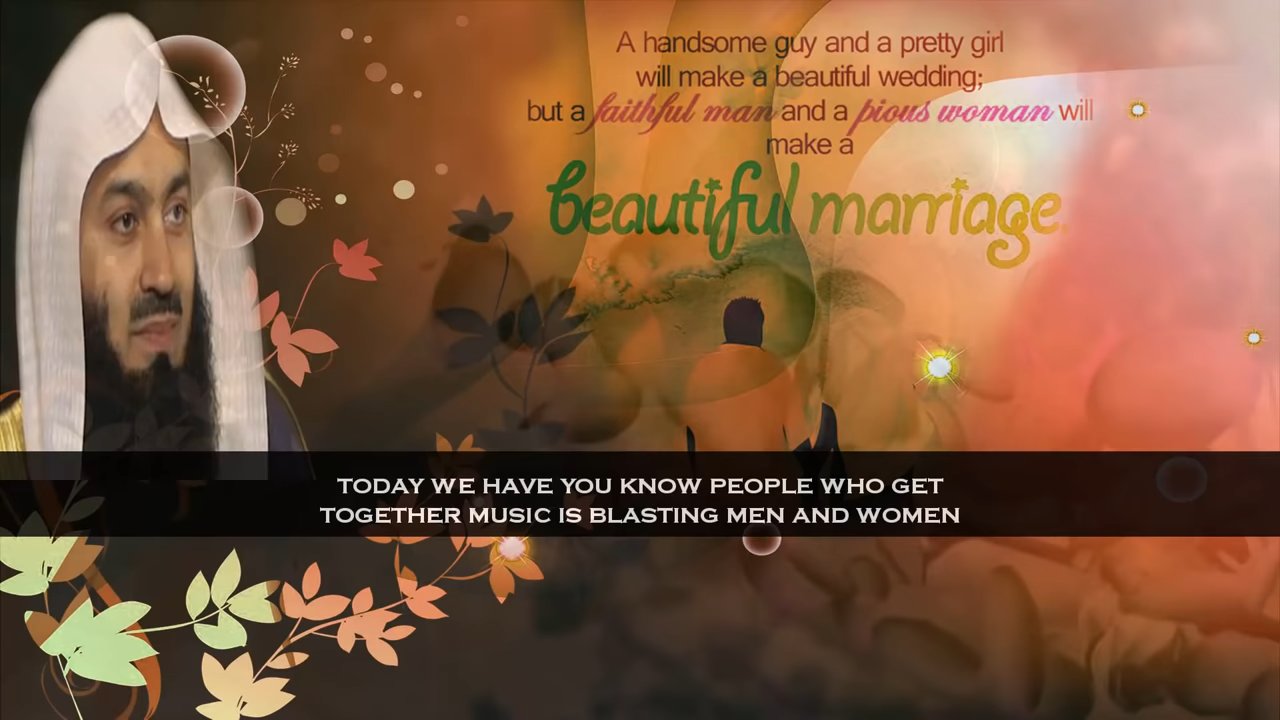 A handsome guy and a pretty girl
will make a beautiful wedding;
but a faithful man and a pious woman will
make a
beautiful marriage.
TODAY WE HAVE YOU KNOW PEOPLE WHO GET
TOGETHER MUSIC IS BLASTING MEN AND WOMEN